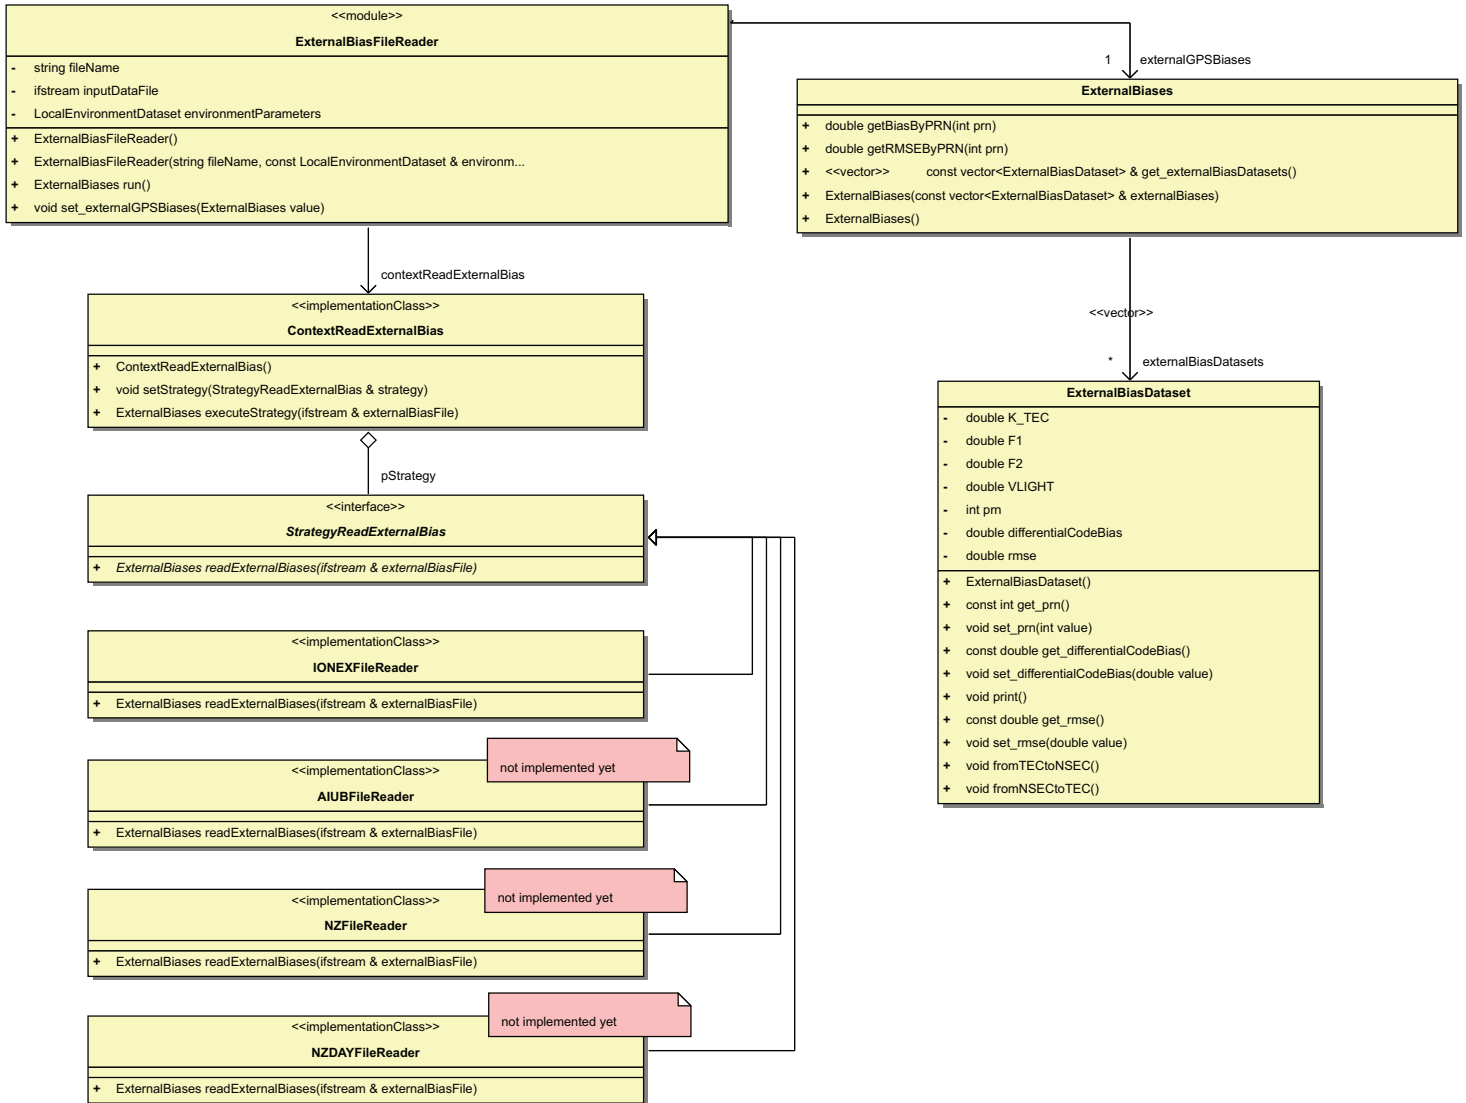 <<module>>
ExternalBiasFileReader
- string fileName
- ifstream inputDataFile
- LocalEnvironmentDataset environmentParameters
+ ExternalBiasFileReader()
+ ExternalBiasFileReader(string fileName, const LocalEnvironmentDataset & environm...
+ ExternalBiases run()
+ void set_externalGPSBiases(ExternalBiases value)
1 externalGPSBiases
ExternalBiases
+ double getBiasByPRN(int prn)
+ double getRMSEByPRN(int prn)
+ <<vector>> const vector<ExternalBiasDataset> & get_externalBiasDatasets()
+ ExternalBiases(const vector<ExternalBiasDataset> & externalBiases)
+ ExternalBiases()
contextReadExternalBias
<<implementationClass>>
ContextReadExternalBias
+ ContextReadExternalBias()
+ void setStrategy(StrategyReadExternalBias & strategy)
+ ExternalBiases executeStrategy(ifstream & externalBiasFile)
<<vector>>
* externalBiasDatasets
ExternalBiasDataset
- double K_TEC
- double F1
- double F2
- double VLIGHT
- int prn
- double differentialCodeBias
- double rmse
+ ExternalBiasDataset()
+ const int get_prn()
+ void set_prn(int value)
+ const double get_differentialCodeBias()
+ void set_differentialCodeBias(double value)
+ void print()
+ const double get_rmse()
+ void set_rmse(double value)
+ void fromTECtoNSEC()
+ void fromNSECtoTEC()
pStrategy
<<interface>>
StrategyReadExternalBias
+ ExternalBiases readExternalBiases(ifstream & externalBiasFile)
<<implementationClass>>
IONEXFileReader
+ ExternalBiases readExternalBiases(ifstream & externalBiasFile)
not implemented yet
<<implementationClass>>
AIUBFileReader
+ ExternalBiases readExternalBiases(ifstream & externalBiasFile)
not implemented yet
<<implementationClass>>
NZFileReader
+ ExternalBiases readExternalBiases(ifstream & externalBiasFile)
not implemented yet
<<implementationClass>>
NZDAYFileReader
+ ExternalBiases readExternalBiases(ifstream & externalBiasFile)